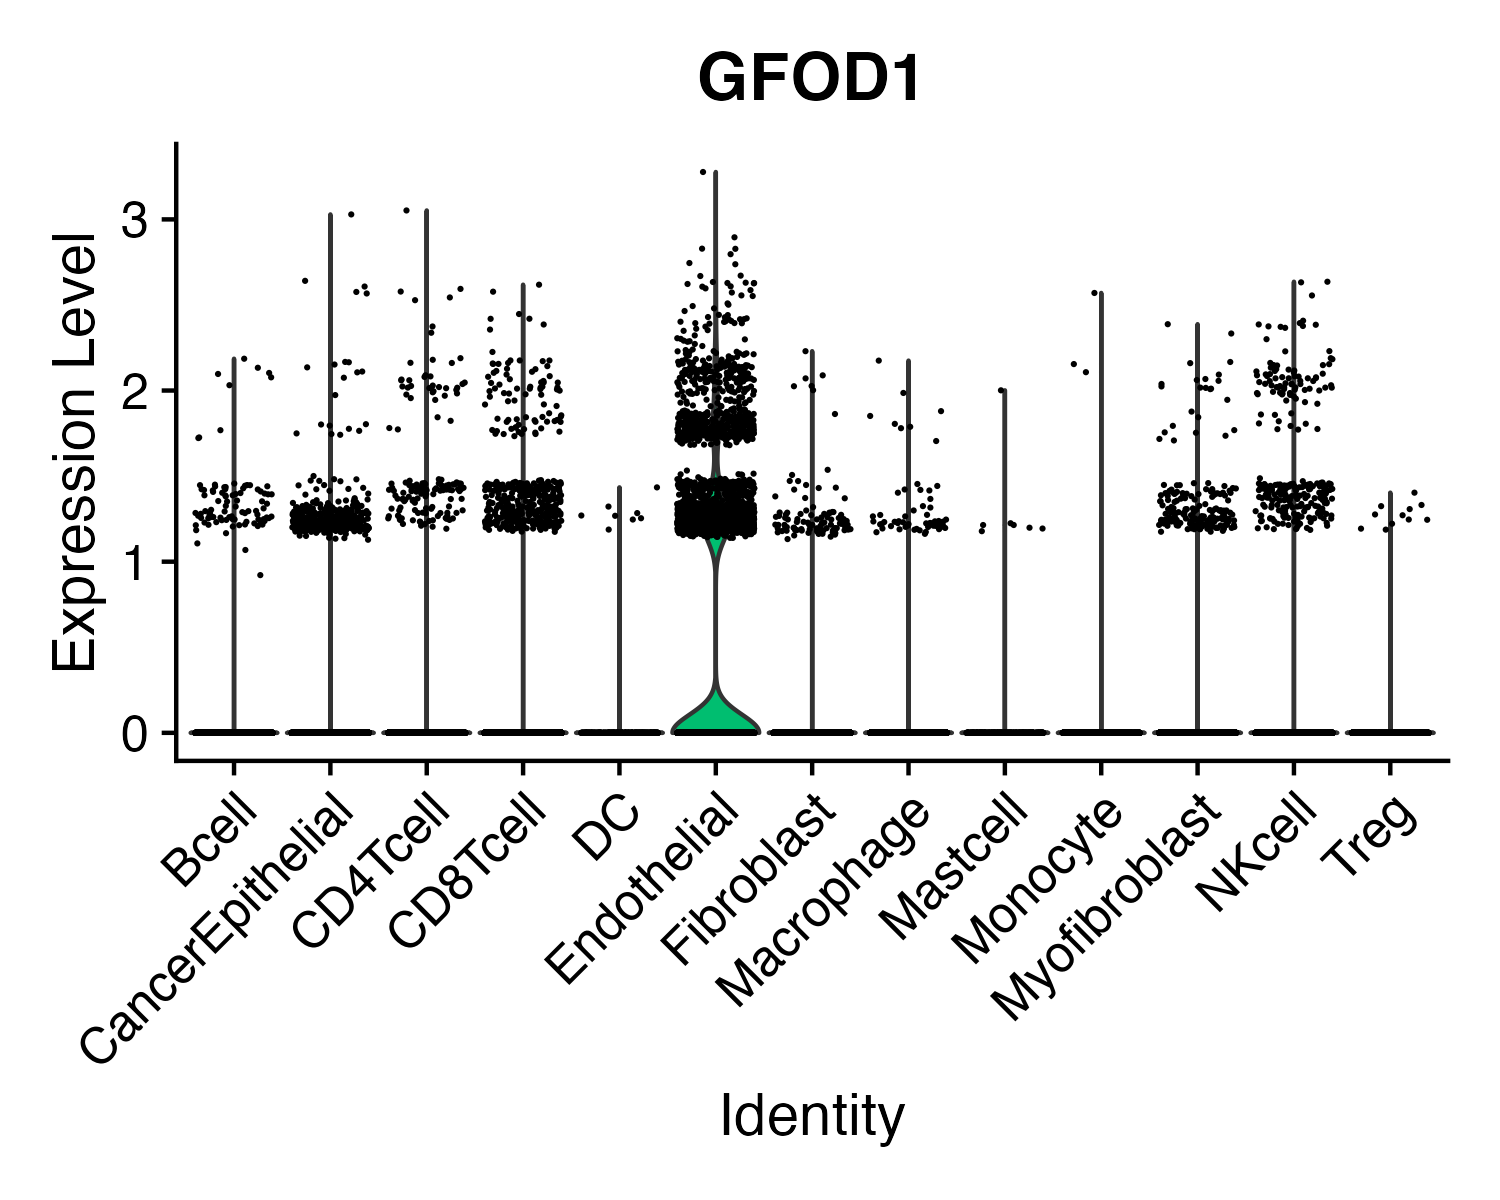 GFOD1
Expression Level
3
2
1
0
Bcell
CancerEpithelial
CD4Tcell
CD8Tcell
DC
Endothelial
Fibroblast
Macrophage
Mastcell
Monocyte
Myofibroblast
NKcell
Treg
Identity